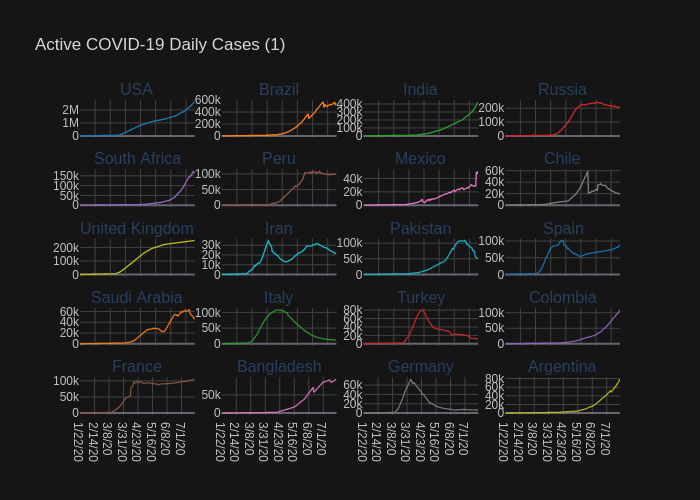 Active COVID-19 Daily Cases (1)
USA Brazil India Russia
2M 1M 0 600k 400k 200k 0 400k 300k 200k 100k 0 200k 100k 0
South Africa Peru Mexico Chile
150k 100k 50k 0 100k 50k 0 40k 20k 0 60k 40k 20k 0
United Kingdom Iran Pakistan Spain
200k 100k 0 30k 20k 10k 0 100k 50k 0 100k 50k 0
Saudi Arabia Italy Turkey Colombia
60k 40k 20k 0 100k 50k 0 80k 60k 40k 20k 0 100k 50k 0
France Bangladesh Germany Argentina
100k 50k 0 50k 0 60k 40k 20k 0 80k 60k 40k 20k 0
1/22/20 2/14/20 3/8/20 3/31/20 4/23/20 5/16/20 6/8/20 7/1/20 1/22/20 2/14/20 3/8/20 3/31/20 4/23/20 5/16/20 6/8/20 7/1/20 1/22/20 2/14/20 3/8/20 3/31/20 4/23/20 5/16/20 6/8/20 7/1/20 1/22/20 2/14/20 3/8/20 3/31/20 4/23/20 5/16/20 6/8/20 7/1/20